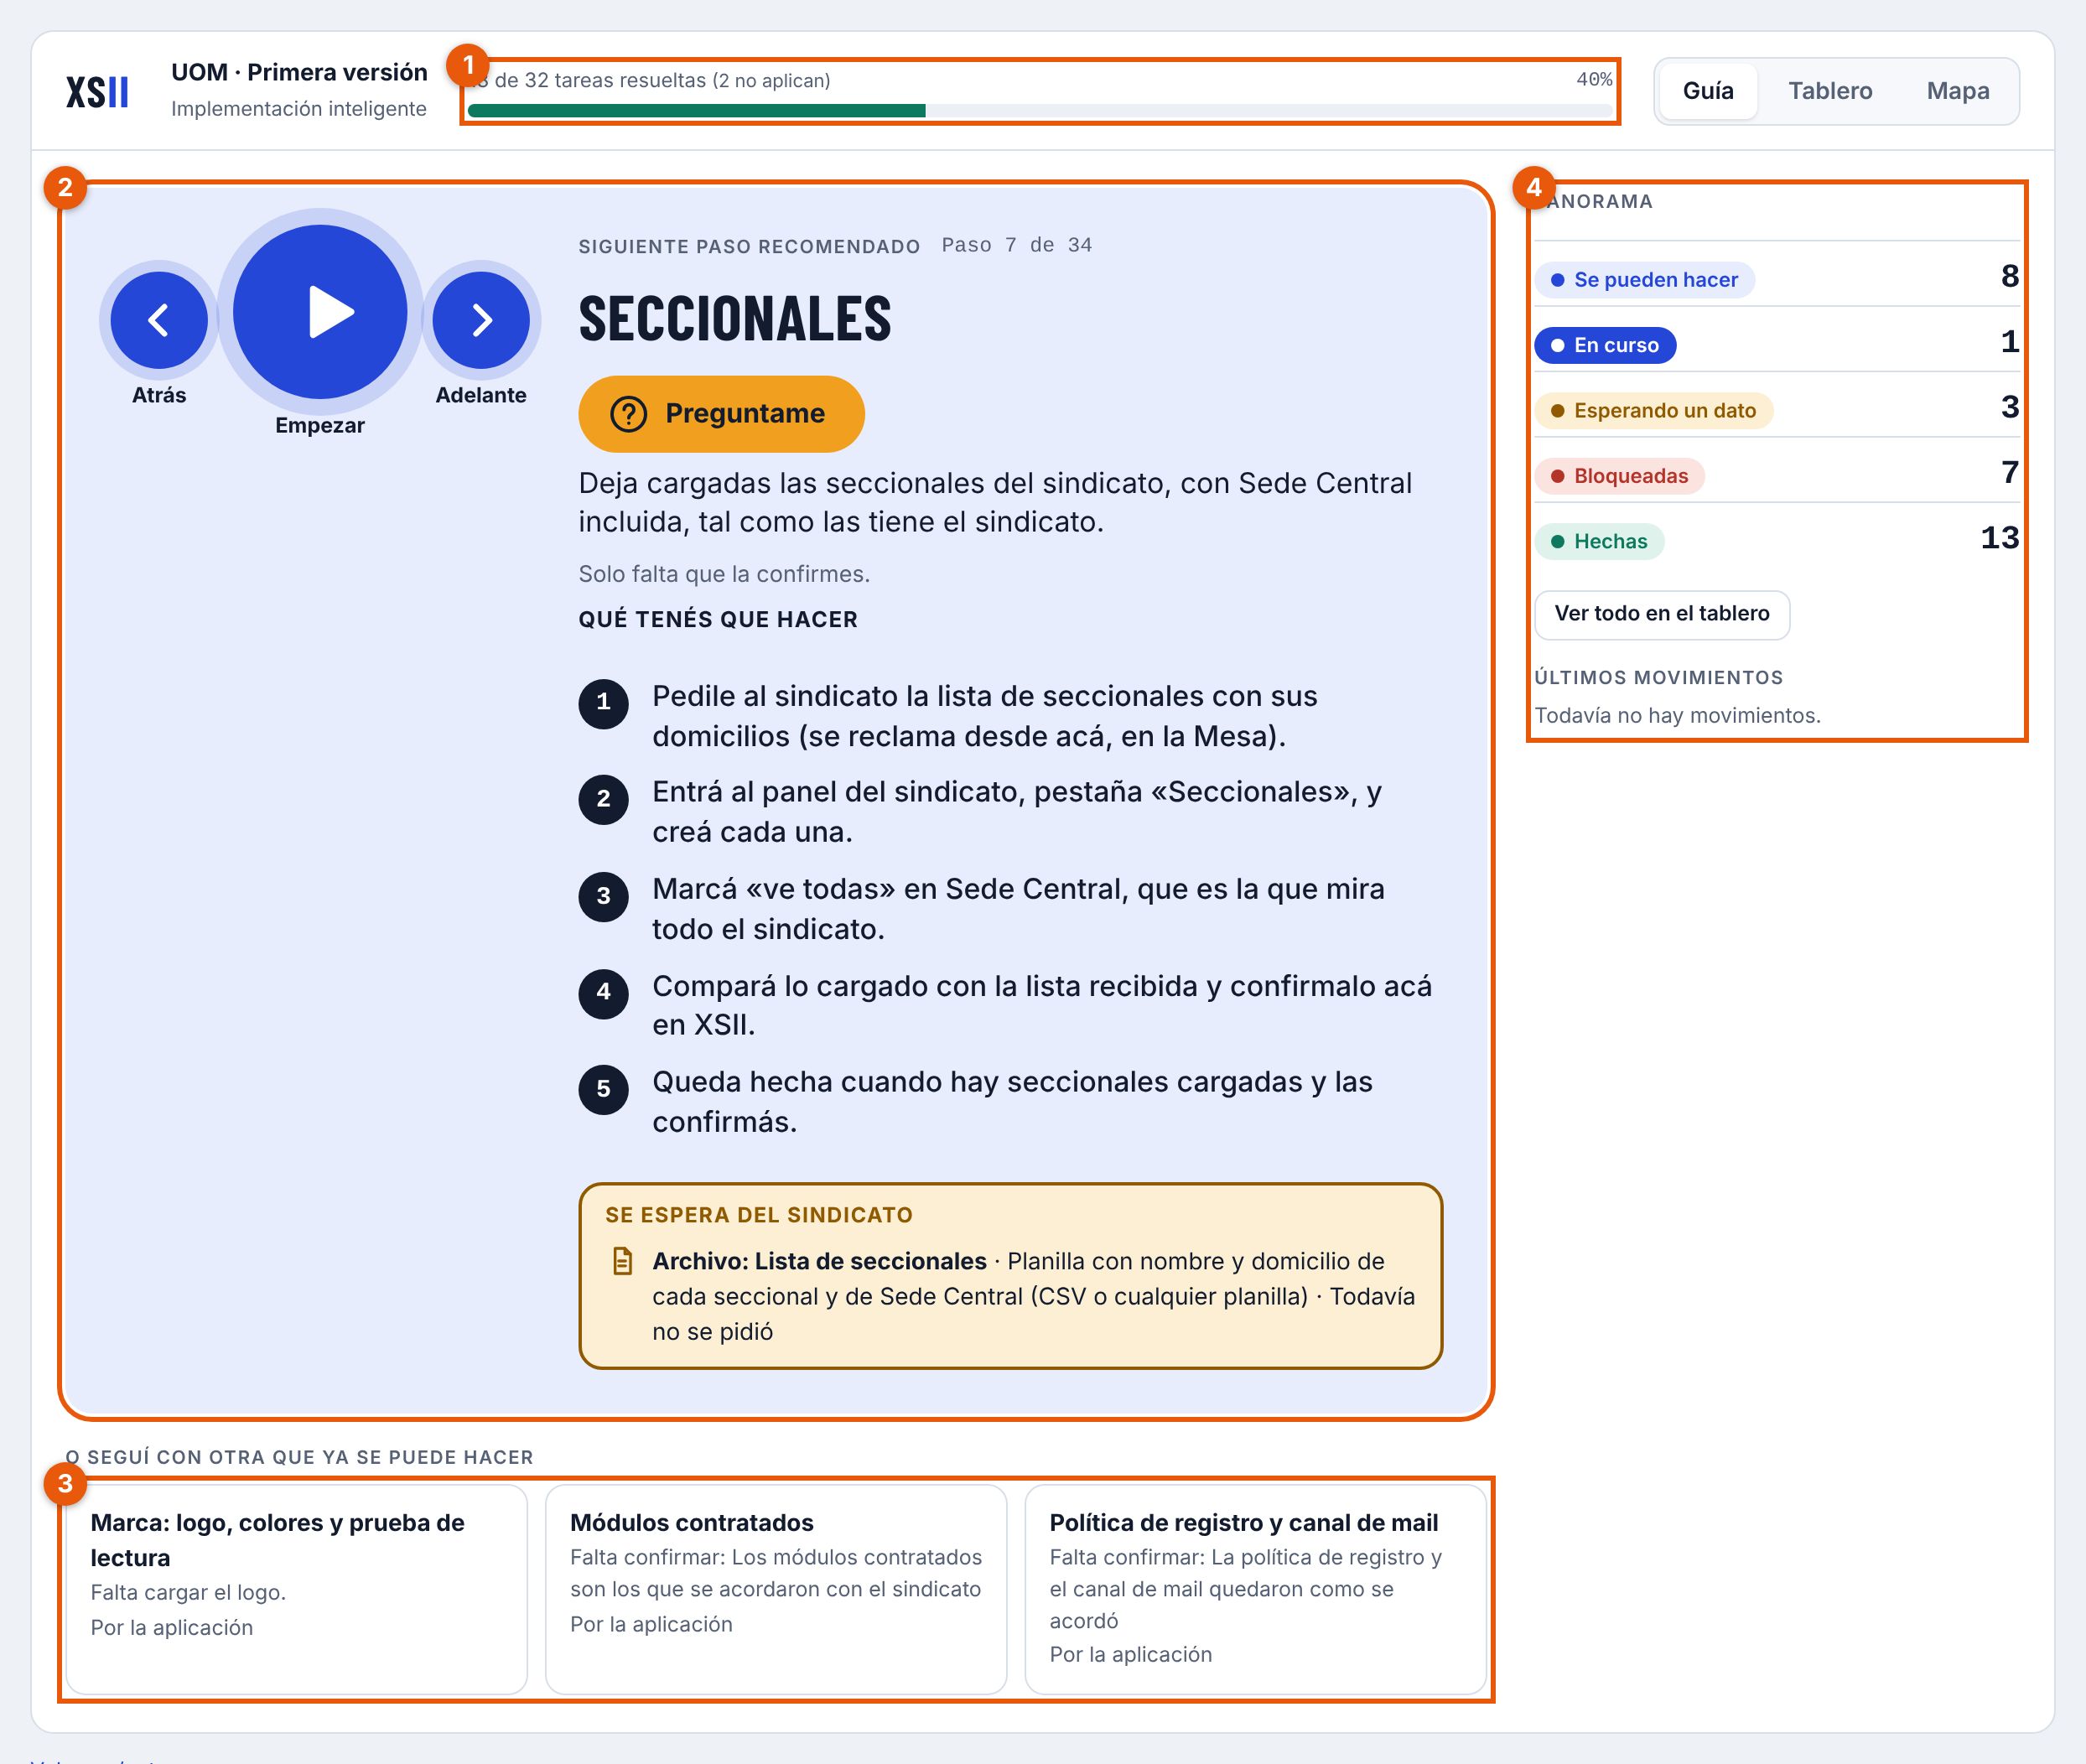 XSII
UOM · Primera versión
Implementación inteligente
1
de 32 tareas resueltas (2 no aplican)
40%
Guía
Tablero
Mapa
2
Atrás
Empezar
Adelante
SIGUIENTE PASO RECOMENDADO Paso 7 de 34
SECCIONALES
Preguntame
Deja cargadas las seccionales del sindicato, con Sede Central
incluida, tal como las tiene el sindicato.
Solo falta que la confirmes.
QUÉ TENÉS QUE HACER
1 Pedile al sindicato la lista de seccionales con sus
domicilios (se reclama desde acá, en la Mesa).
2 Entrá al panel del sindicato, pestaña «Seccionales», y
creá cada una.
3 Marcá «ve todas» en Sede Central, que es la que mira
todo el sindicato.
4 Compará lo cargado con la lista recibida y confirmalo acá
en XSII.
5 Queda hecha cuando hay seccionales cargadas y las
confirmás.
SE ESPERA DEL SINDICATO
Archivo: Lista de seccionales · Planilla con nombre y domicilio de
cada seccional y de Sede Central (CSV o cualquier planilla) · Todavía
no se pidió
O SEGUÍ CON OTRA QUE YA SE PUEDE HACER
3
Marca: logo, colores y prueba de
lectura
Falta cargar el logo.
Por la aplicación
Módulos contratados
Falta confirmar: Los módulos contratados
son los que se acordaron con el sindicato
Por la aplicación
Política de registro y canal de mail
Falta confirmar: La política de registro y
el canal de mail quedaron como se
acordó
Por la aplicación
4
ANORAMA
Se pueden hacer 8
En curso 1
Esperando un dato 3
Bloqueadas 7
Hechas 13
Ver todo en el tablero
ÚLTIMOS MOVIMIENTOS
Todavía no hay movimientos.